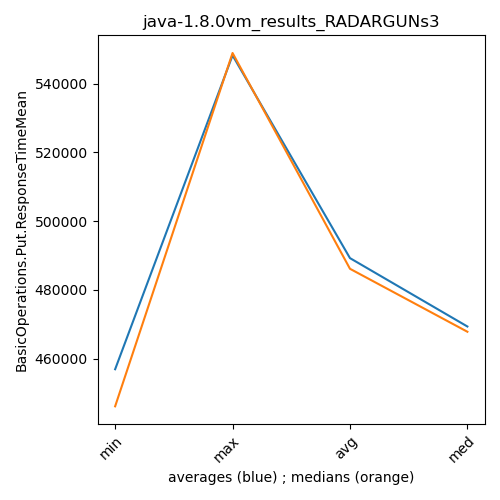 java-1.8.0vm_results_RADARGUNs3
BasicOperations.Put.ResponseTimeMean
540000
520000
500000
480000
460000
min
max
avg
med
averages (blue) ; medians (orange)